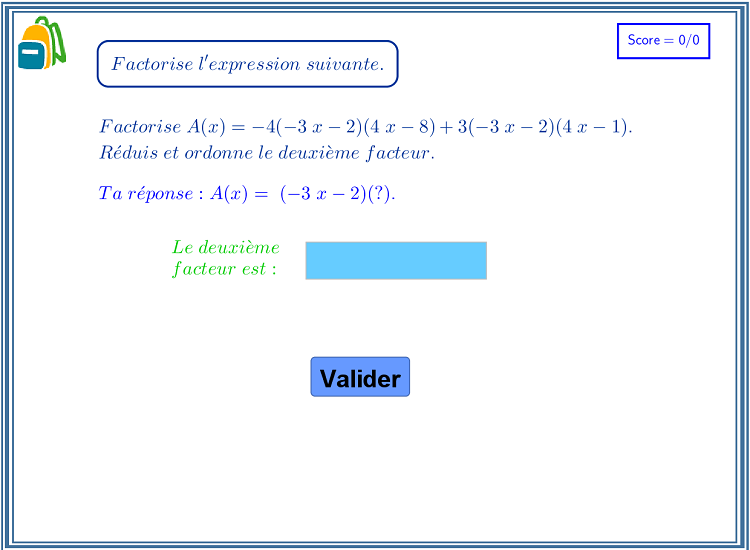 Score = 0/0
Factorise l'expression suivante.
Factorise A(x) = −4(−3 x − 2)(4 x − 8) + 3(−3 x − 2)(4 x − 1).
Réduis et ordonne le deuxième facteur.
Ta réponse : A(x) = (−3 x − 2)(?).
Le deuxième
facteur est :
Valider